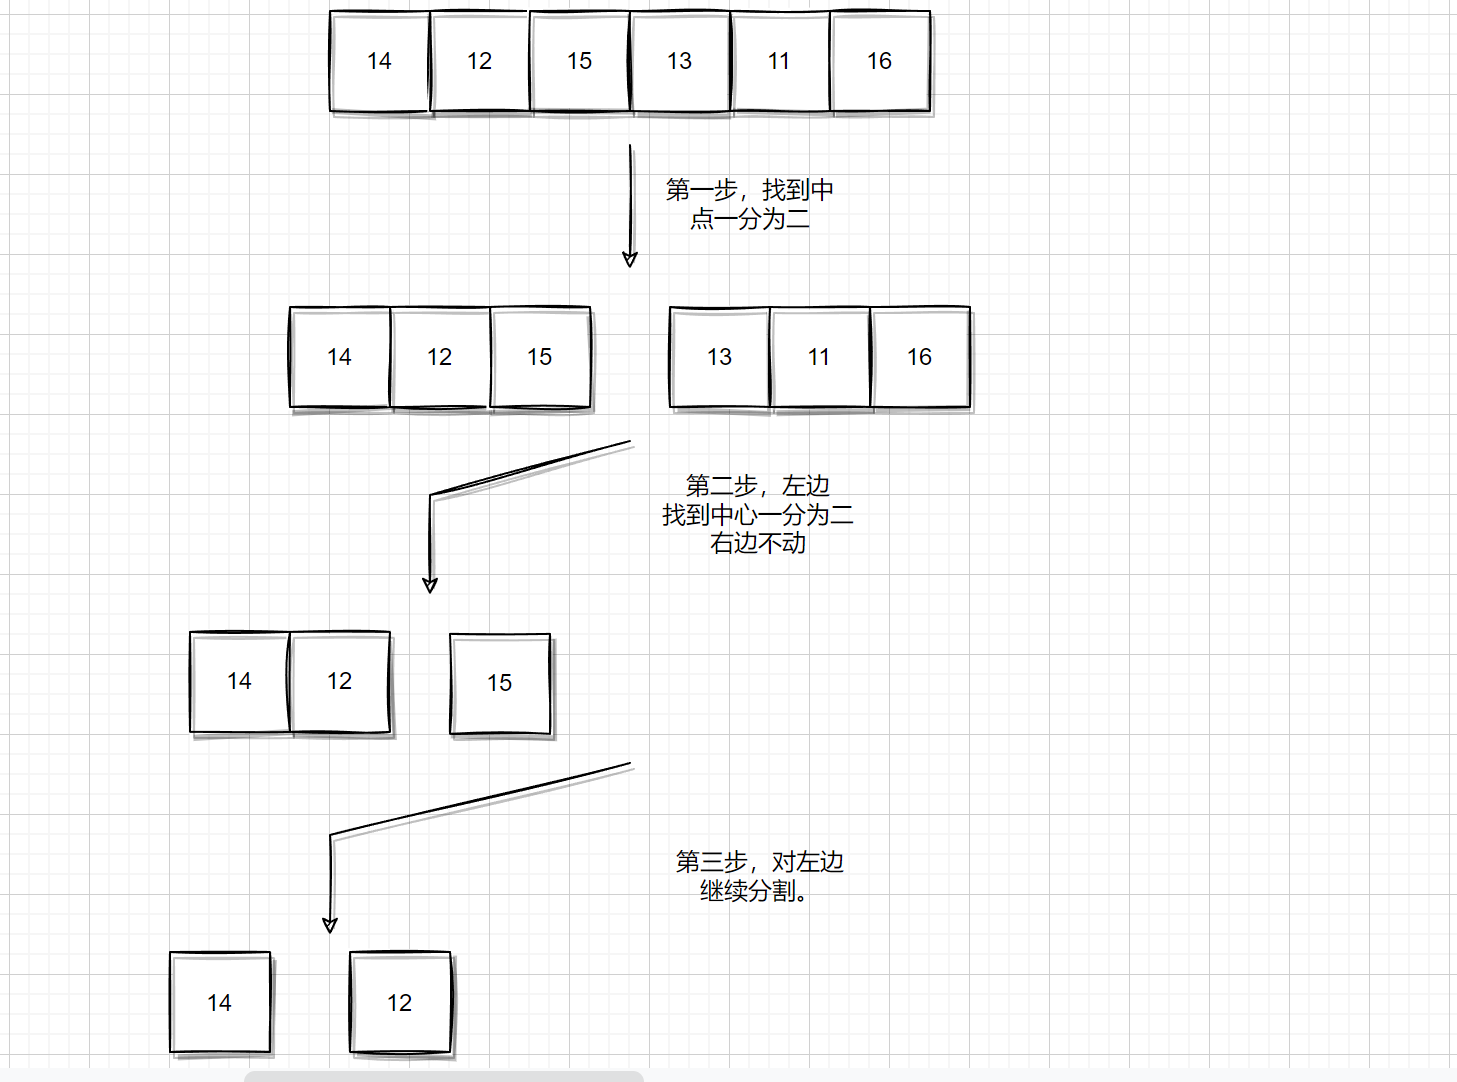 14 12 15 13 11 16
第一步，找到中
点一分为二
14 12 15 13 11 16
第二步，左边
找到中心一分为二
右边不动
14 12 15
第三步，对左边
继续分割。
14 12